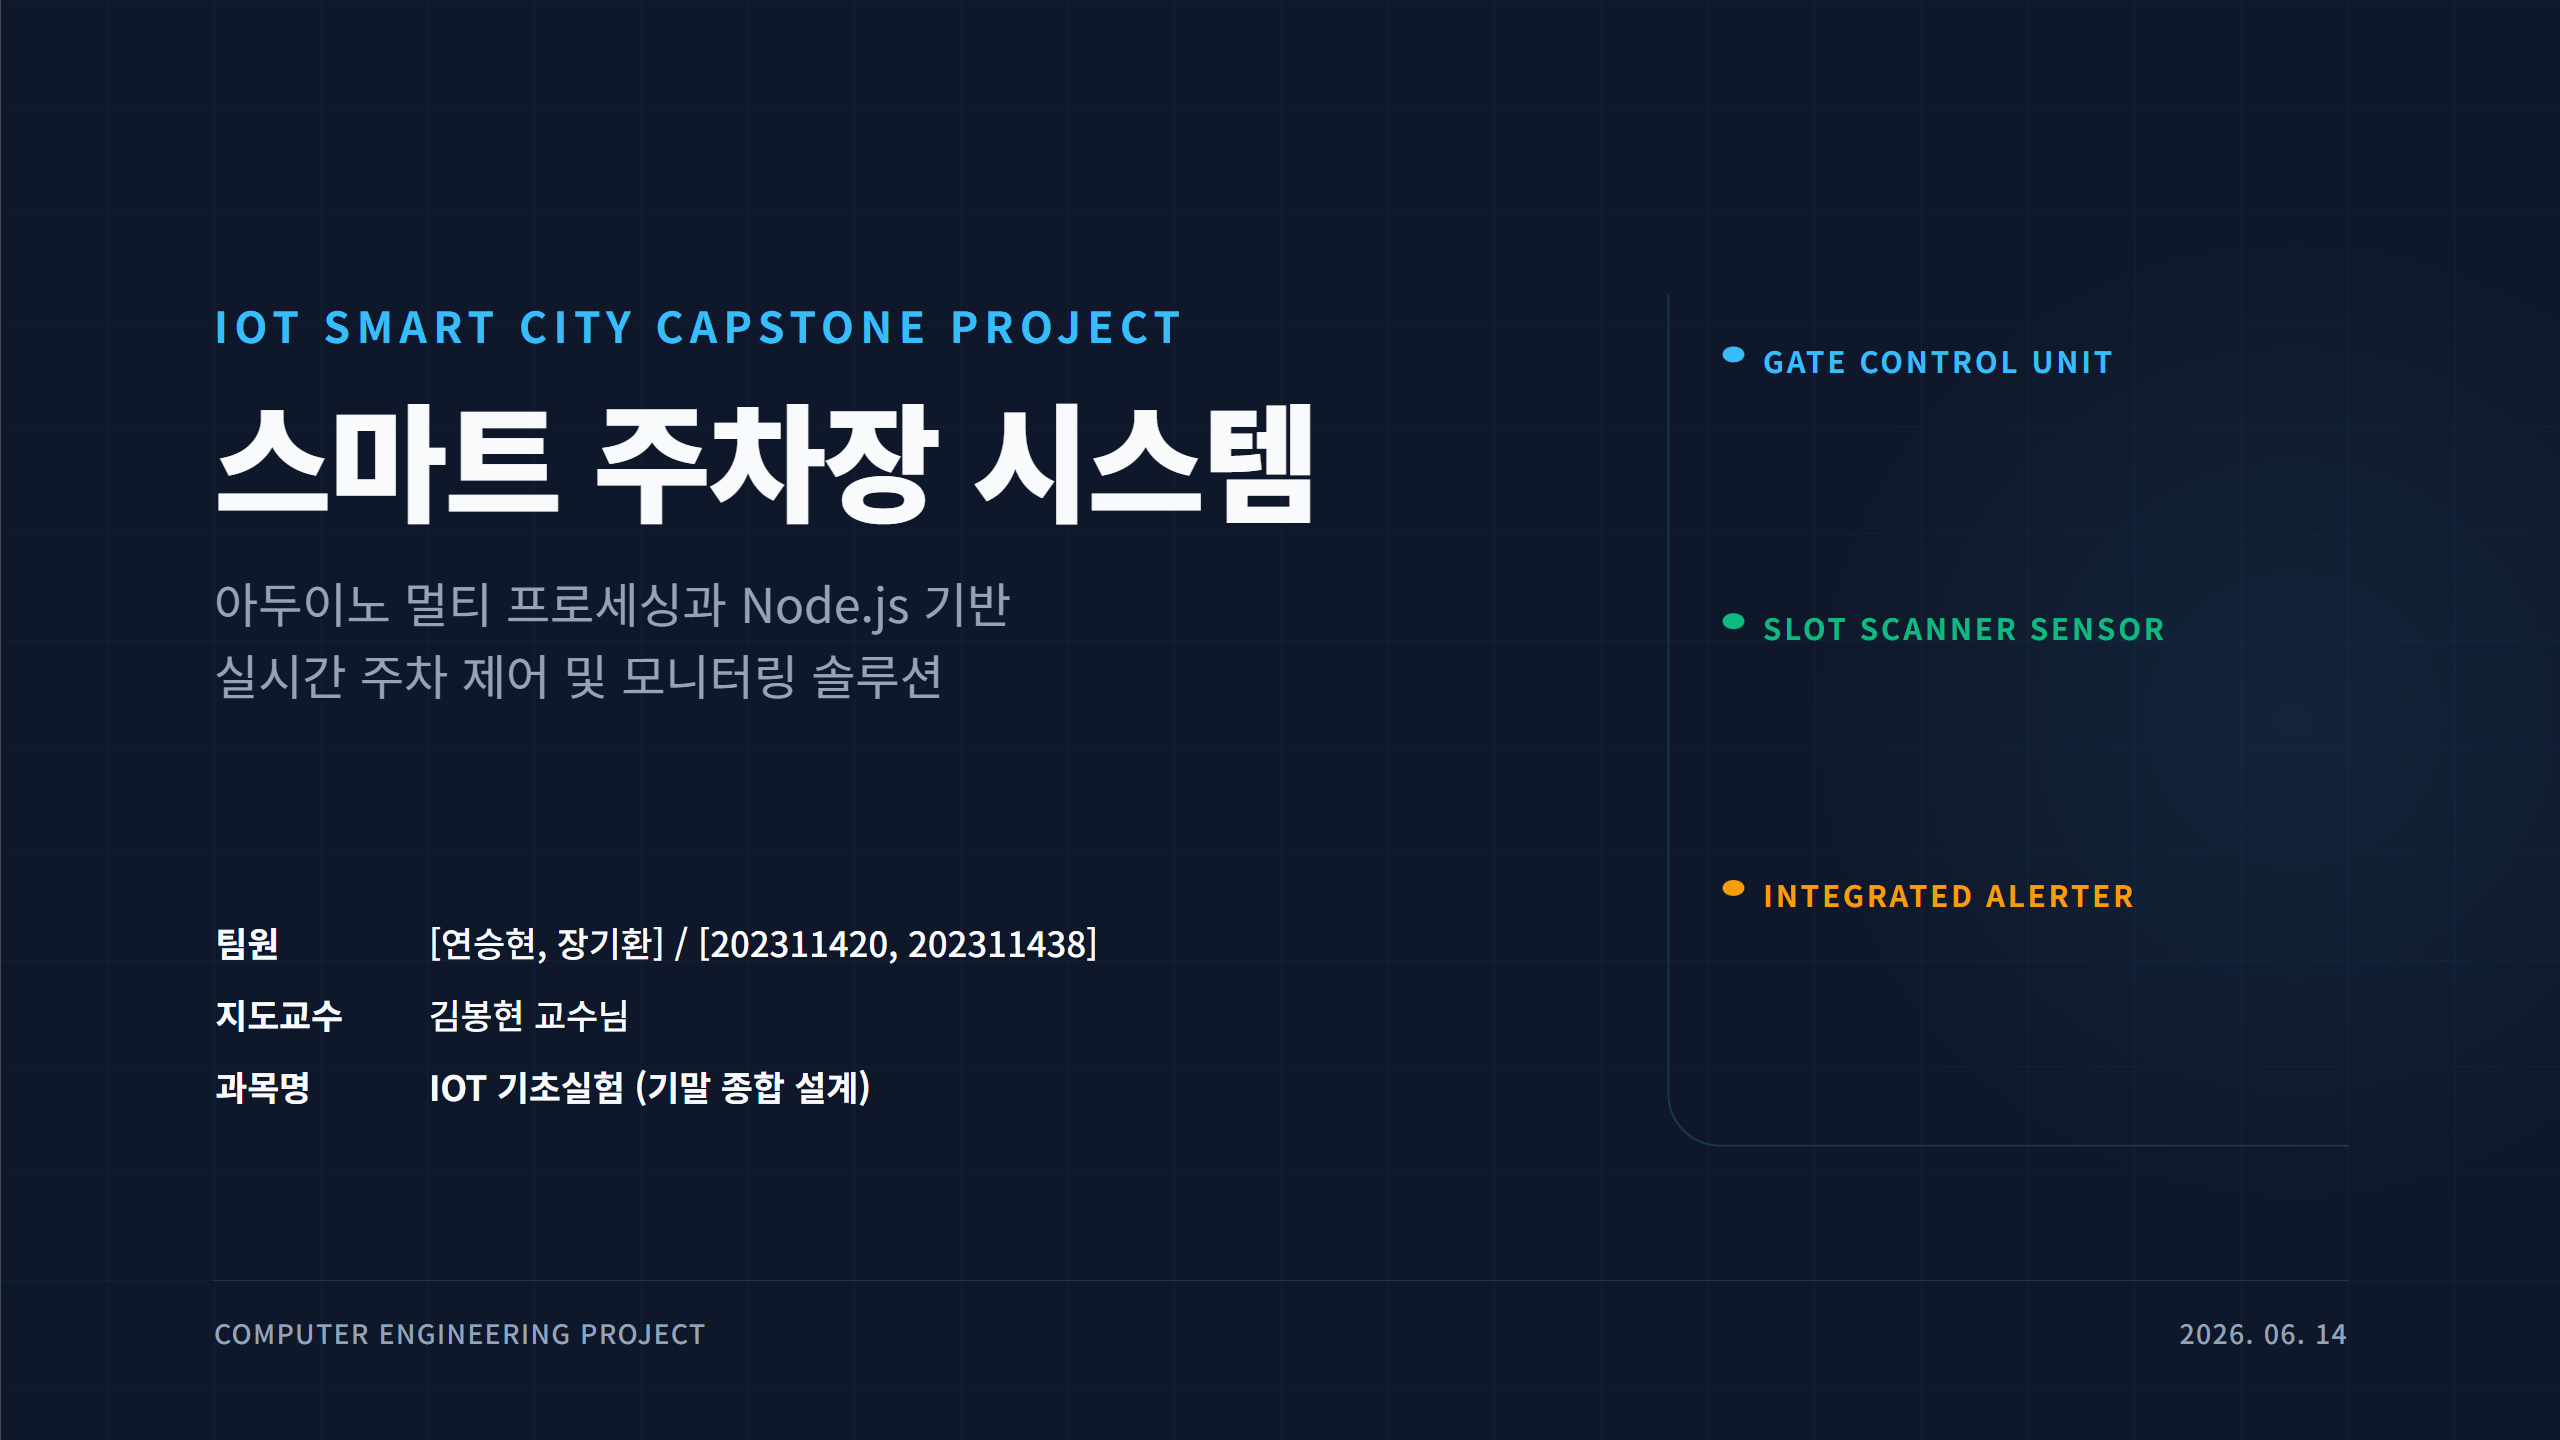 IOT SMART CITY CAPSTONE PROJECT
스마트 주차장 시스템
아두이노 멀티 프로세싱과 Node.js 기반
실시간 주차 제어 및 모니터링 솔루션
팀원 [연승현, 장기환] / [202311420, 202311438]
지도교수 김봉현 교수님
과목명 IOT 기초실험 (기말 종합 설계)
GATE CONTROL UNIT
SLOT SCANNER SENSOR
INTEGRATED ALERTER
COMPUTER ENGINEERING PROJECT
2026. 06. 14